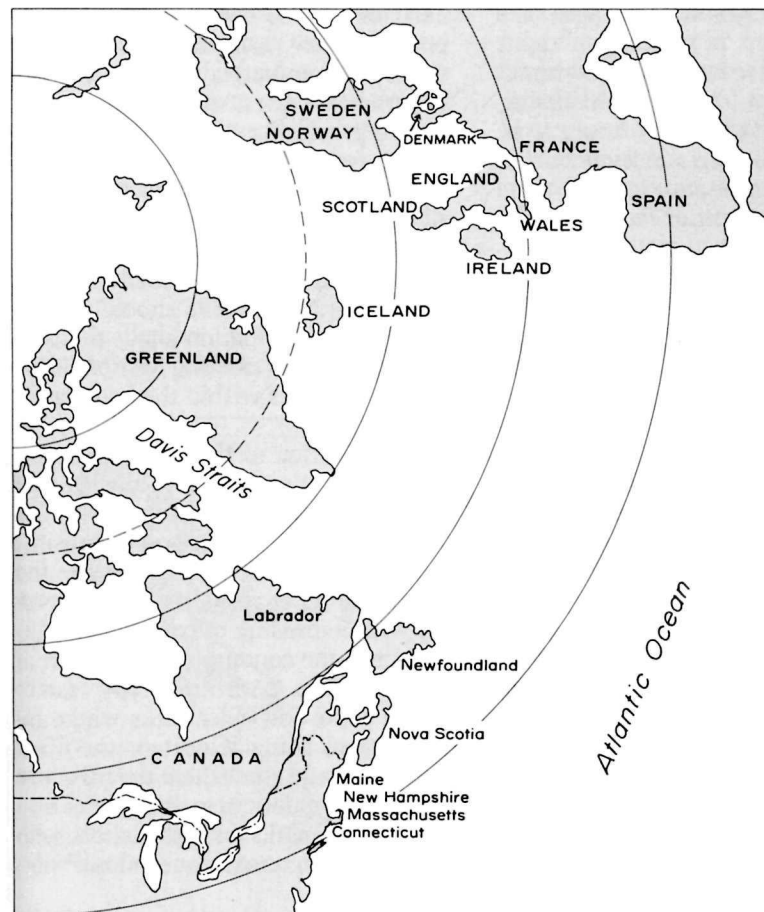 SWEDEN
NORWAY
DENMARK
FRANCE
ENGLAND
SCOTLAND
WALES
SPAIN
IRELAND
ICELAND
GREENLAND
Davis Straits
Labrador
Newfoundland
Nova Scotia
CANADA
Maine
New Hampshire
Massachusetts
Connecticut
Atlantic Ocean